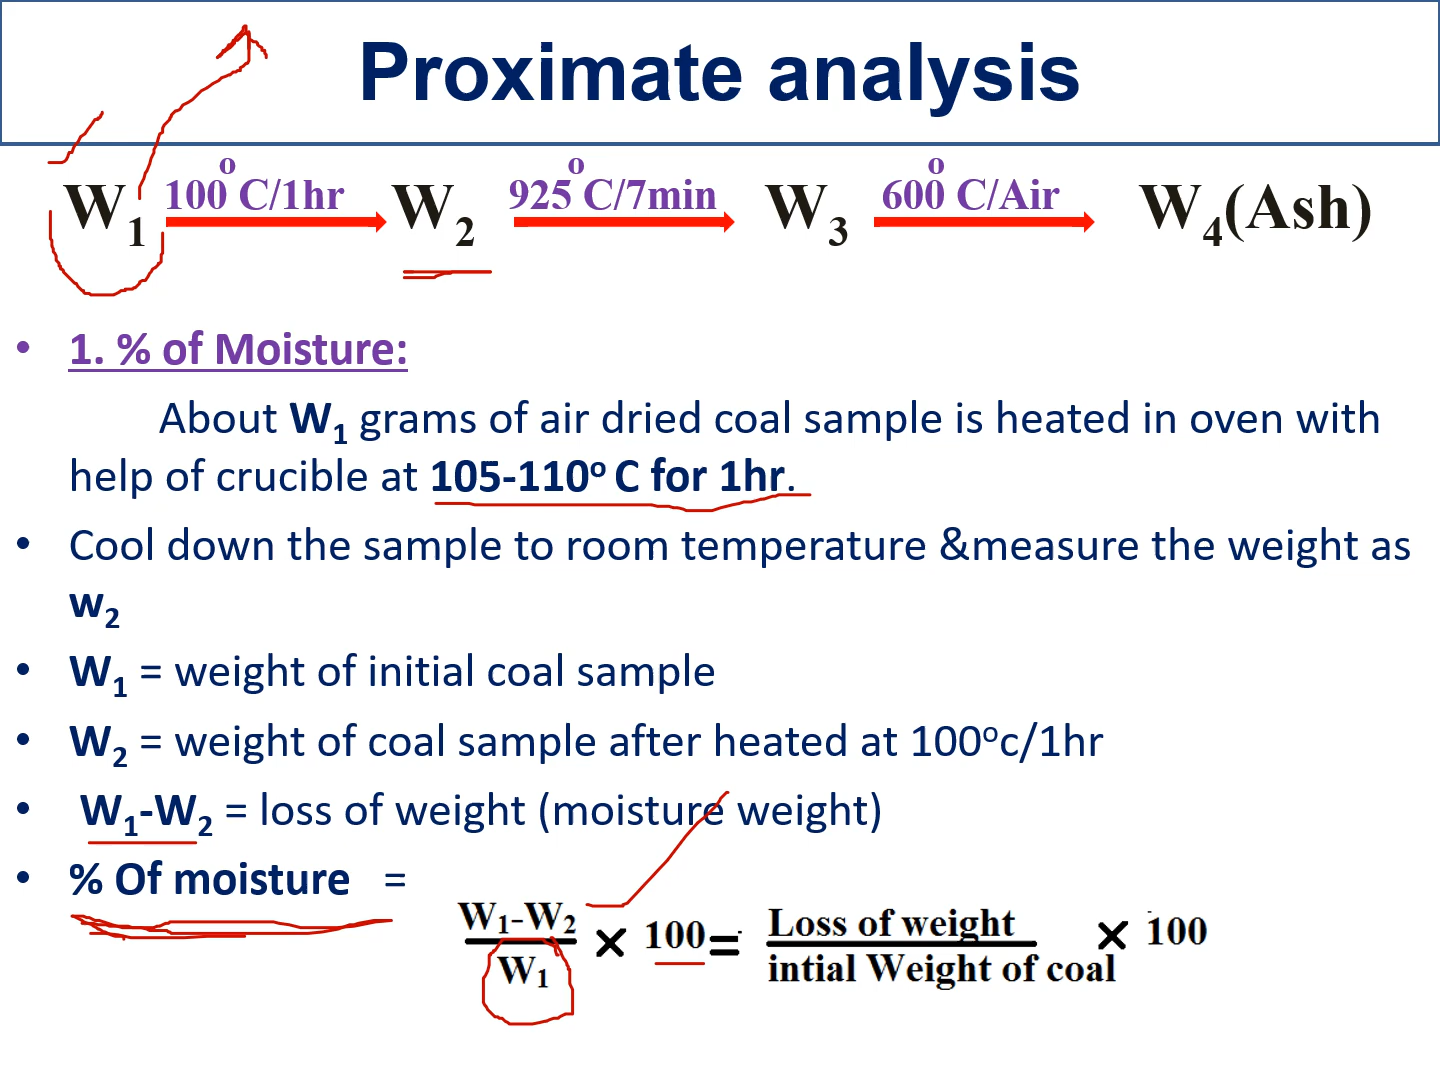 Proximate analysis
W₁ 100°C/1hr W₂ 925°C/7min W₃ 600°C/Air W₄(Ash)
• 1. % of Moisture:
About W₁ grams of air dried coal sample is heated in oven with
help of crucible at 105-110° C for 1hr.
• Cool down the sample to room temperature &measure the weight as
w₂
• W₁ = weight of initial coal sample
• W₂ = weight of coal sample after heated at 100°c/1hr
• W₁-W₂ = loss of weight (moisture weight)
• % Of moisture =
W₁-W₂ / W₁ × 100 = Loss of weight / intial Weight of coal × 100